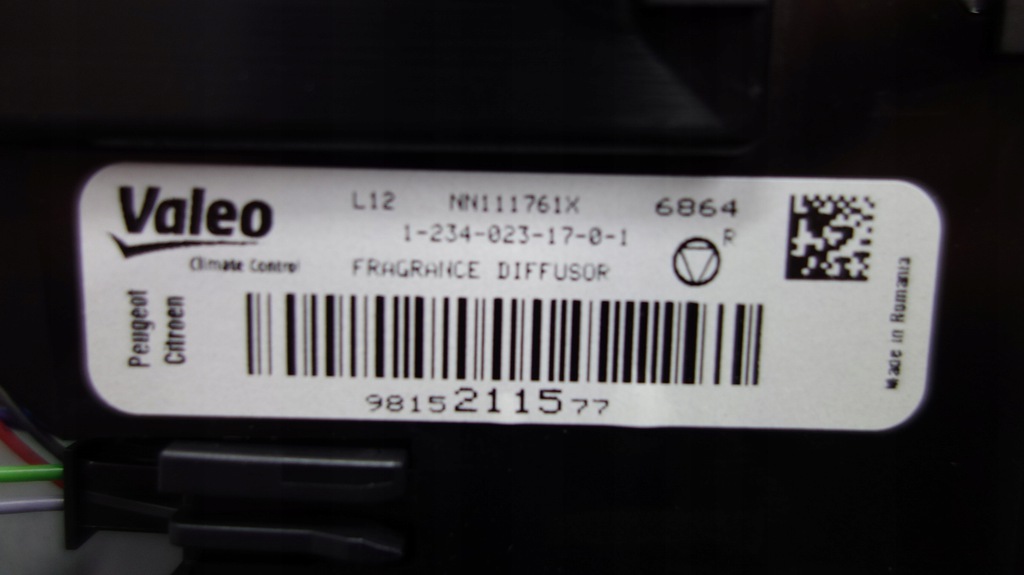 Valeo
Climate Control
L12 NN111761X 6864
1-234-023-17-0-1
R
FRAGRANCE DIFFUSOR
Peugeot
Citroen
9815211577
Made in Romania